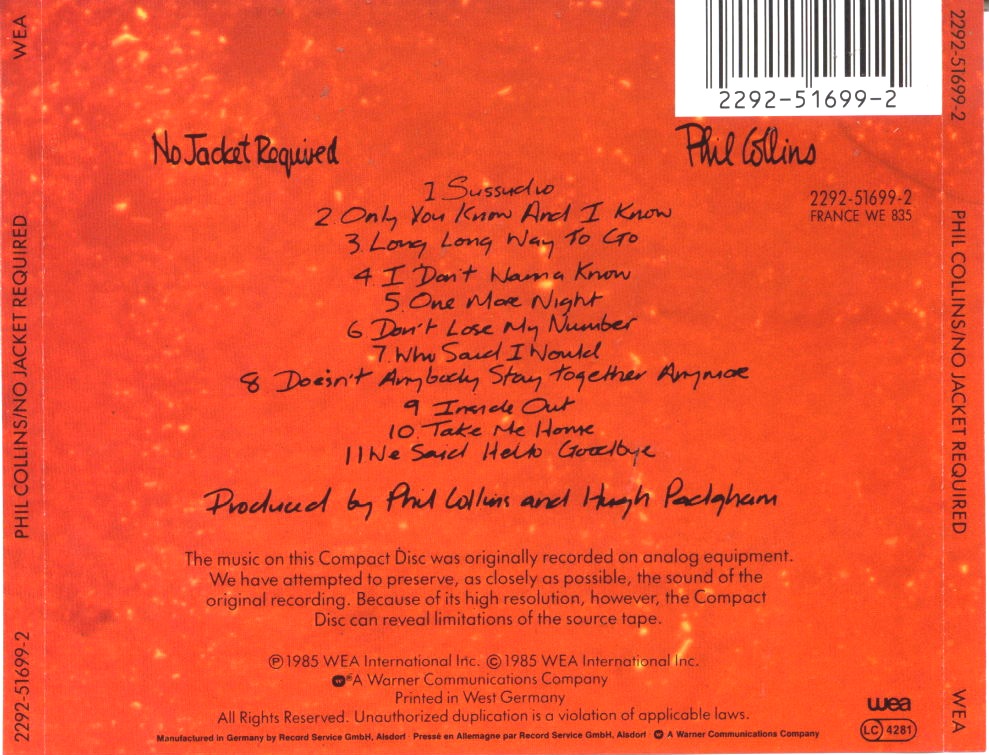 WEA
PHIL COLLINS/NO JACKET REQUIRED
2292-51699-2
2292-51699-2
No Jacket Required
Phil Collins
2292-51699-2
FRANCE WE 835
1 Sussudio
2. Only You Know And I Know
3. Long Long Way To Go
4. I Don't Wanna Know
5. One More Night
6 Don't Lose My Number
7. Who Said I Would
8 Doesn't Anybody Stay Together Anymore
9 Inside Out
10. Take Me Home
11 We Said Hello Goodbye
Produced by Phil Collins and Hugh Padgham
The music on this Compact Disc was originally recorded on analog equipment.
We have attempted to preserve, as closely as possible, the sound of the
original recording. Because of its high resolution, however, the Compact
Disc can reveal limitations of the source tape.
Ⓟ 1985 WEA International Inc. © 1985 WEA International Inc.
®A Warner Communications Company
Printed in West Germany
All Rights Reserved. Unauthorized duplication is a violation of applicable laws.
Manufactured in Germany by Record Service GmbH, Alsdorf · Pressé en Allemagne par Record Service GmbH, Alsdorf A Warner Communications Company
wea
LC 4281
2292-51699-2
PHIL COLLINS/NO JACKET REQUIRED
WEA